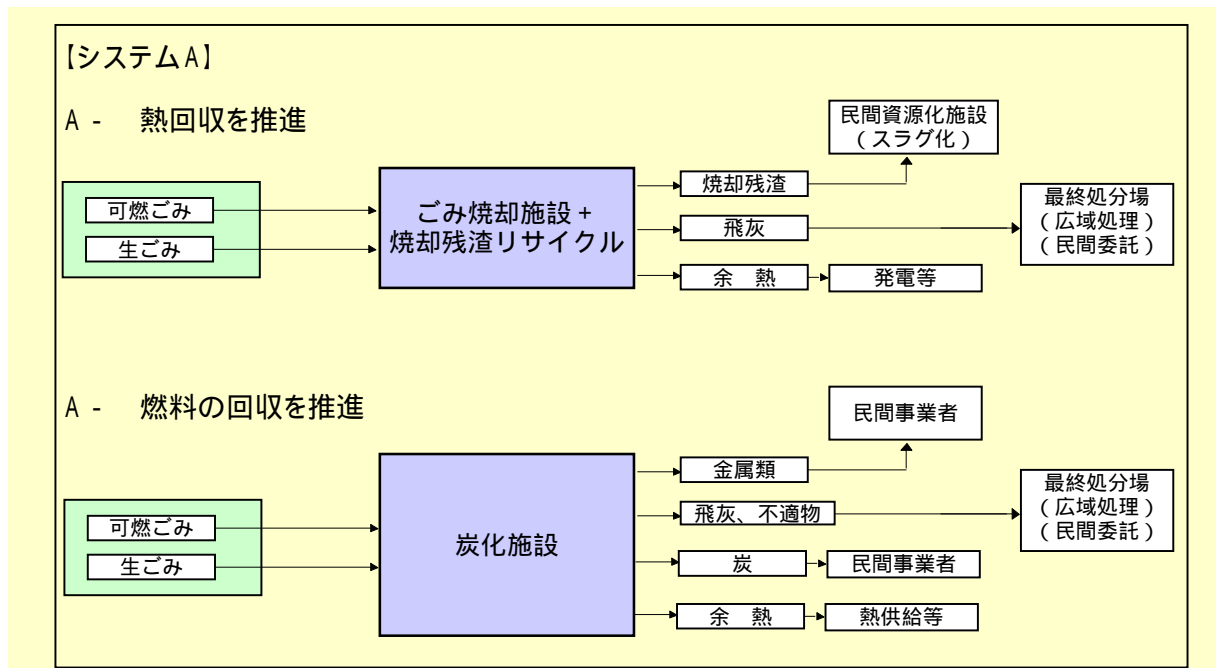 【システムA】
A - 熱回収を推進
可燃ごみ
生ごみ
ごみ焼却施設+
焼却残渣リサイクル
焼却残渣
飛灰
余 熱
発電等
民間資源化施設
(スラグ化)
最終処分場
(広域処理)
(民間委託)
A - 燃料の回収を推進
可燃ごみ
生ごみ
炭化施設
金属類
飛灰、不適物
炭
余 熱
民間事業者
民間事業者
熱供給等
最終処分場
(広域処理)
(民間委託)